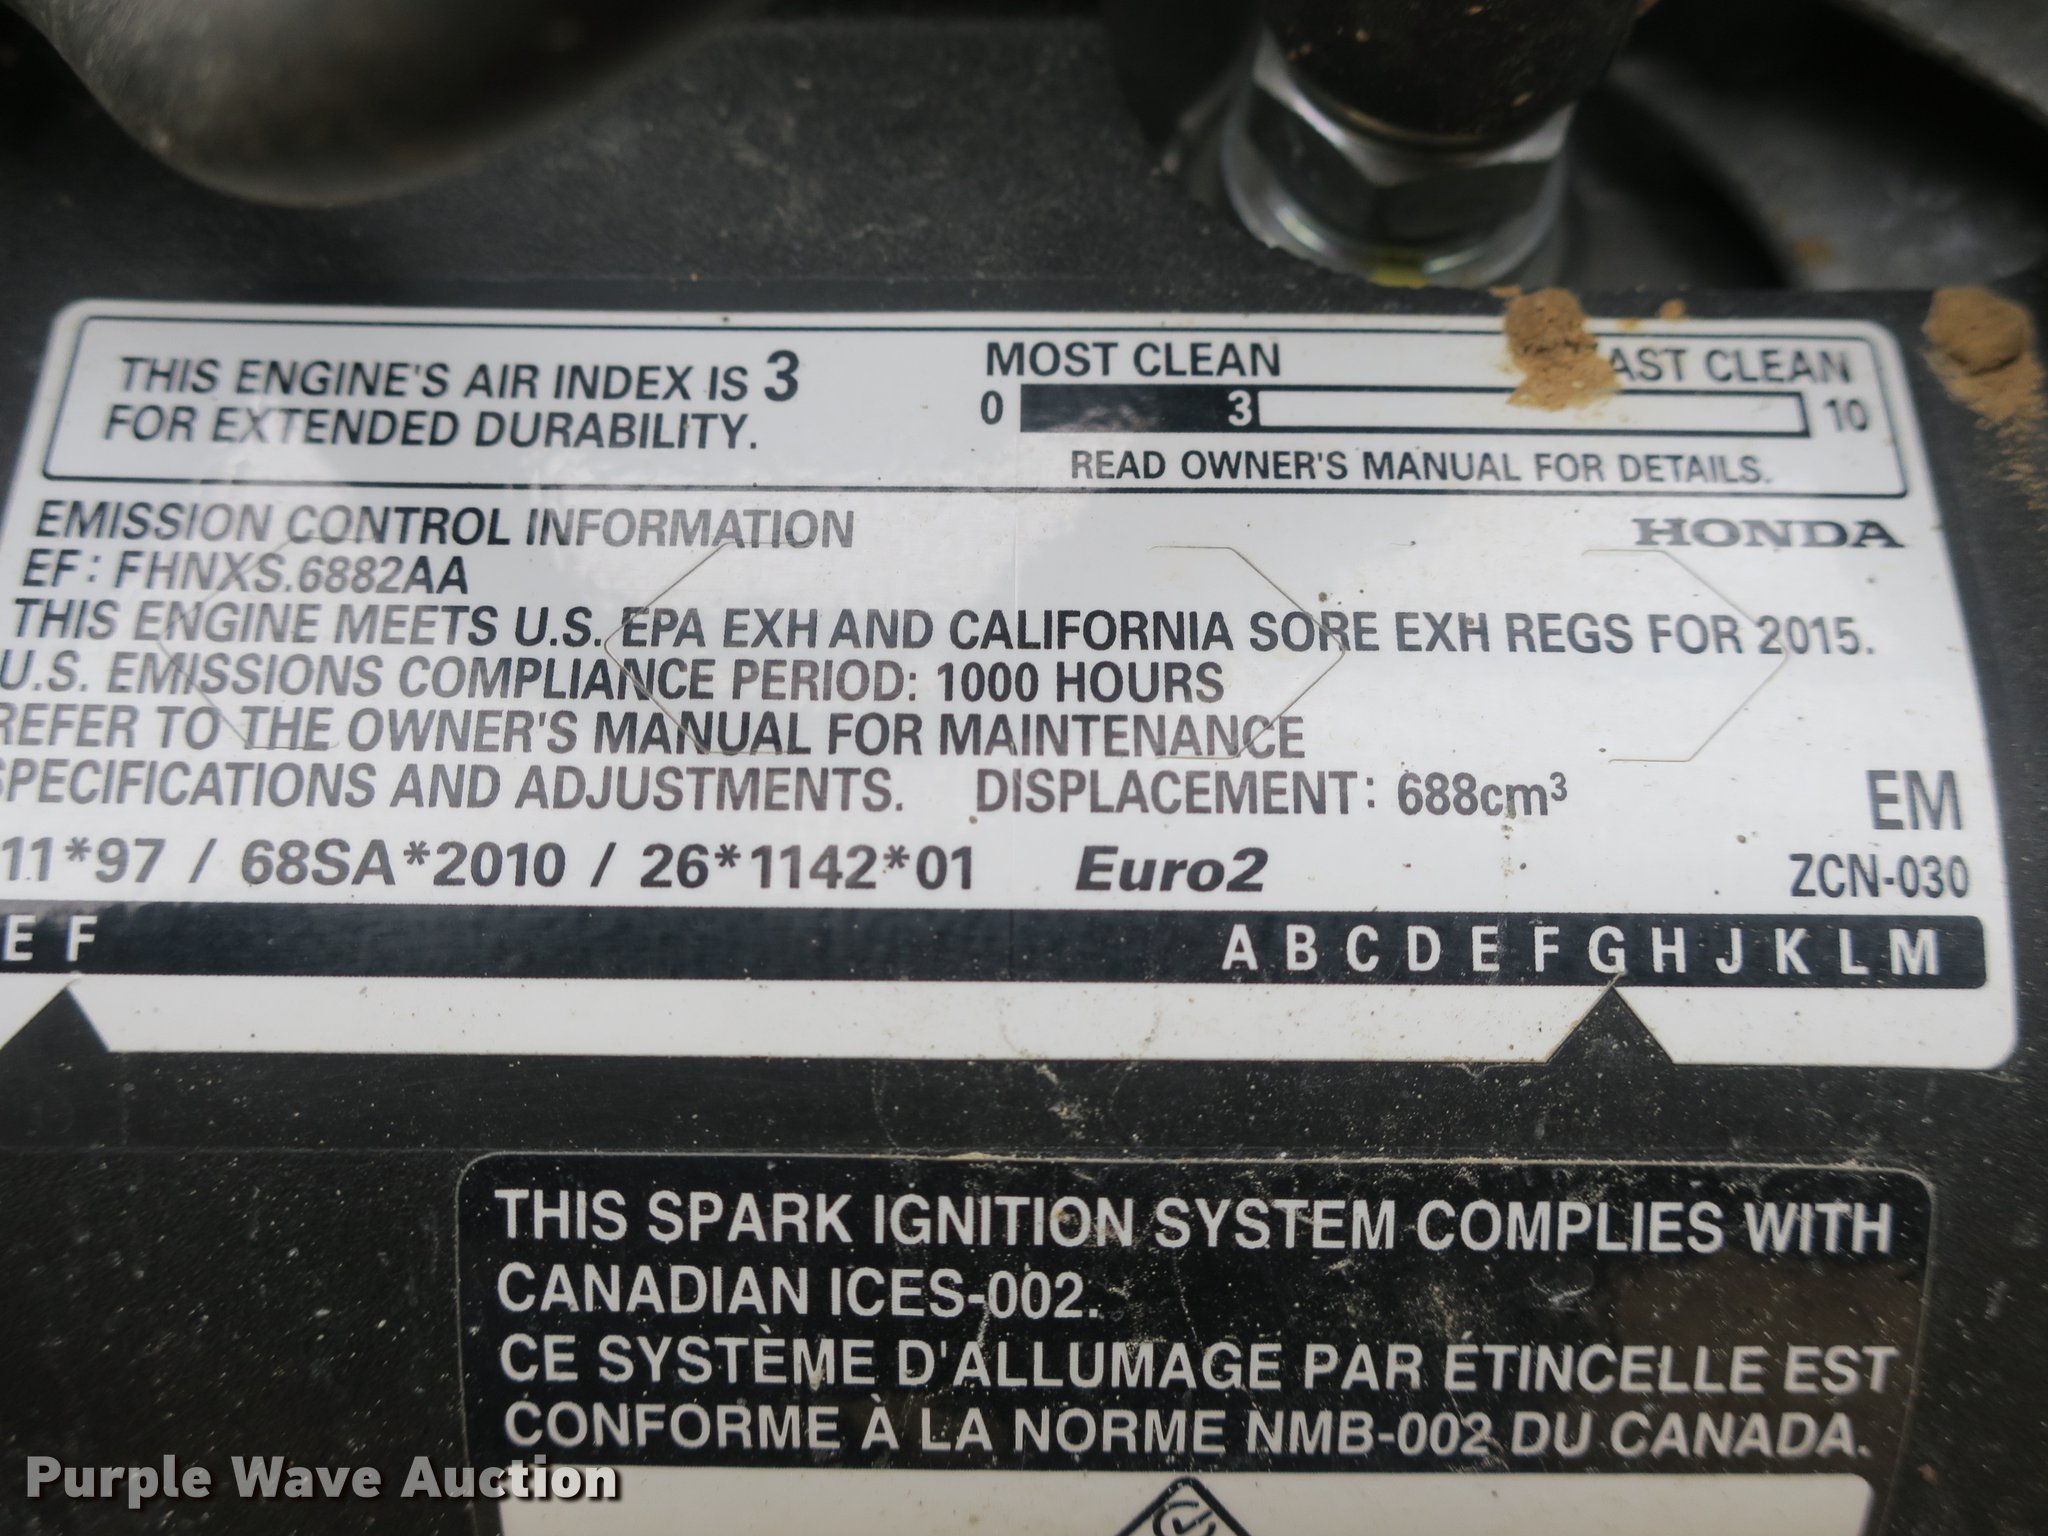 THIS ENGINE'S AIR INDEX IS 3
FOR EXTENDED DURABILITY.
MOST CLEAN CLEAN
0 3 10
READ OWNER'S MANUAL FOR DETAILS.
EMISSION CONTROL INFORMATION
HONDA
EF: FHNXS.6882AA
THIS ENGINE MEETS U.S. EPA EXH AND CALIFORNIA SORE EXH REGS FOR 2015.
U.S. EMISSIONS COMPLIANCE PERIOD: 1000 HOURS
REFER TO THE OWNER'S MANUAL FOR MAINTENANCE
SPECIFICATIONS AND ADJUSTMENTS. DISPLACEMENT: 688cm³
EM
11*97 / 68SA*2010 / 26*1142*01 Euro2 ZCN-030
E F A B C D E F G H J K L M
THIS SPARK IGNITION SYSTEM COMPLIES WITH
CANADIAN ICES-002.
CE SYSTÈME D'ALLUMAGE PAR ÉTINCELLE EST
CONFORME À LA NORME NMB-002 DU CANADA.
Purple Wave Auction